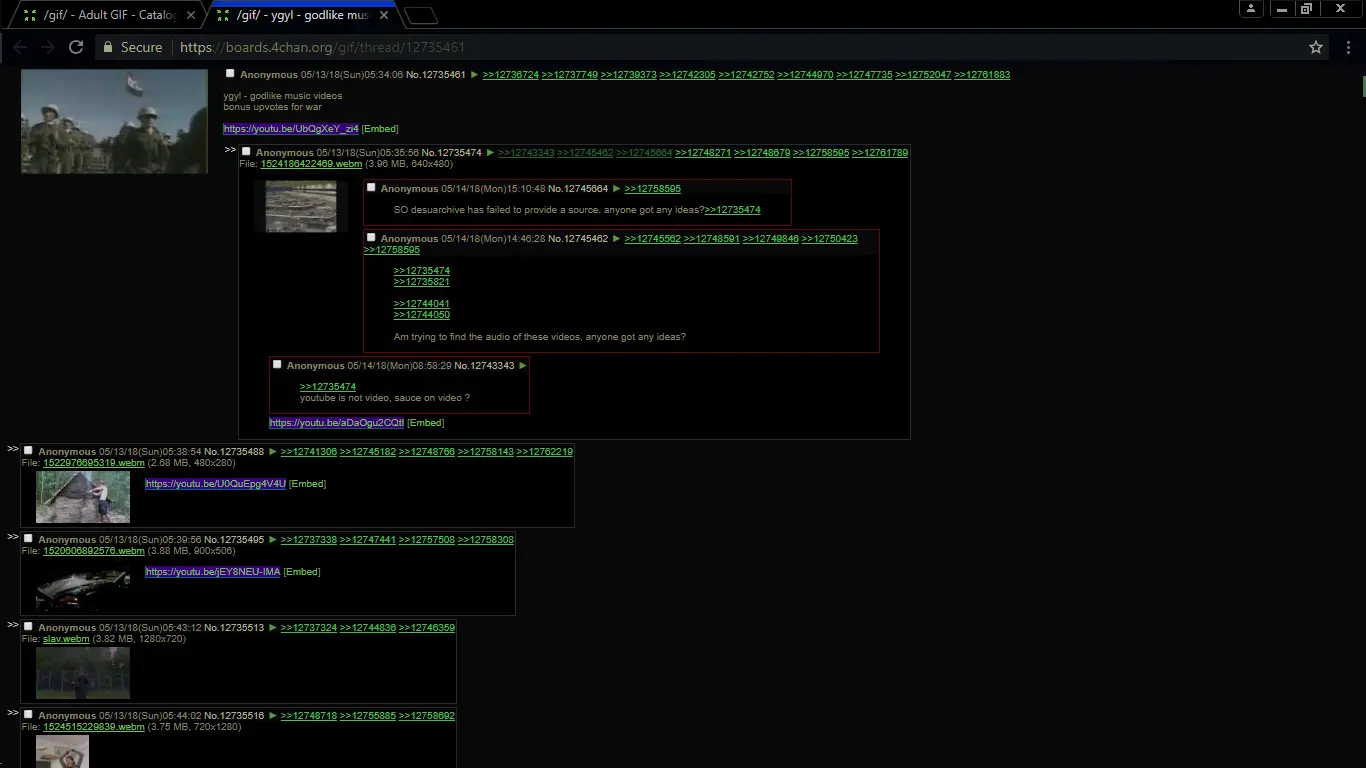 /gif/ - Adult GIF - Catalog
/gif/ - ygyl - godlike mus
Secure https://boards.4chan.org/gif/thread/12735461
Anonymous 05/13/18(Sun)05:34:06 No.12735461 ▶ >>12736724 >>12737749 >>12739373 >>12742305 >>12742752 >>12744970 >>12747735 >>12752047 >>12761883
ygyl - godlike music videos
bonus upvotes for war
https://youtu.be/UbQgXeY_zi4 [Embed]
>> Anonymous 05/13/18(Sun)05:35:56 No.12735474 ▶ >>12743343 >>12745462 >>12745664 >>12748271 >>12748679 >>12758595 >>12761789
File: 1524186422469.webm (3.96 MB, 640x480)
Anonymous 05/14/18(Mon)15:10:48 No.12745664 ▶ >>12758595
SO desuarchive has failed to provide a source. anyone got any ideas?>>12735474
Anonymous 05/14/18(Mon)14:46:28 No.12745462 ▶ >>12745562 >>12748591 >>12749846 >>12750423
>>12758595
>>12735474
>>12735821
>>12744041
>>12744050
Am trying to find the audio of these videos, anyone got any ideas?
Anonymous 05/14/18(Mon)08:58:29 No.12743343 ▶
>>12735474
youtube is not video, sauce on video ?
https://youtu.be/aDaOgu2CQtI [Embed]
>> Anonymous 05/13/18(Sun)05:38:54 No.12735488 ▶ >>12741306 >>12745182 >>12748766 >>12758143 >>12762219
File: 1522976695319.webm (2.68 MB, 480x280)
https://youtu.be/U0QuEpg4V4U [Embed]
>> Anonymous 05/13/18(Sun)05:39:56 No.12735495 ▶ >>12737338 >>12747441 >>12757508 >>12758308
File: 1520606892576.webm (3.88 MB, 900x506)
https://youtu.be/jEY8NEU-IMA [Embed]
>> Anonymous 05/13/18(Sun)05:43:12 No.12735513 ▶ >>12737324 >>12744836 >>12746359
File: slav.webm (3.82 MB, 1280x720)
>> Anonymous 05/13/18(Sun)05:44:02 No.12735516 ▶ >>12748718 >>12755885 >>12758692
File: 1524515229839.webm (3.75 MB, 720x1280)